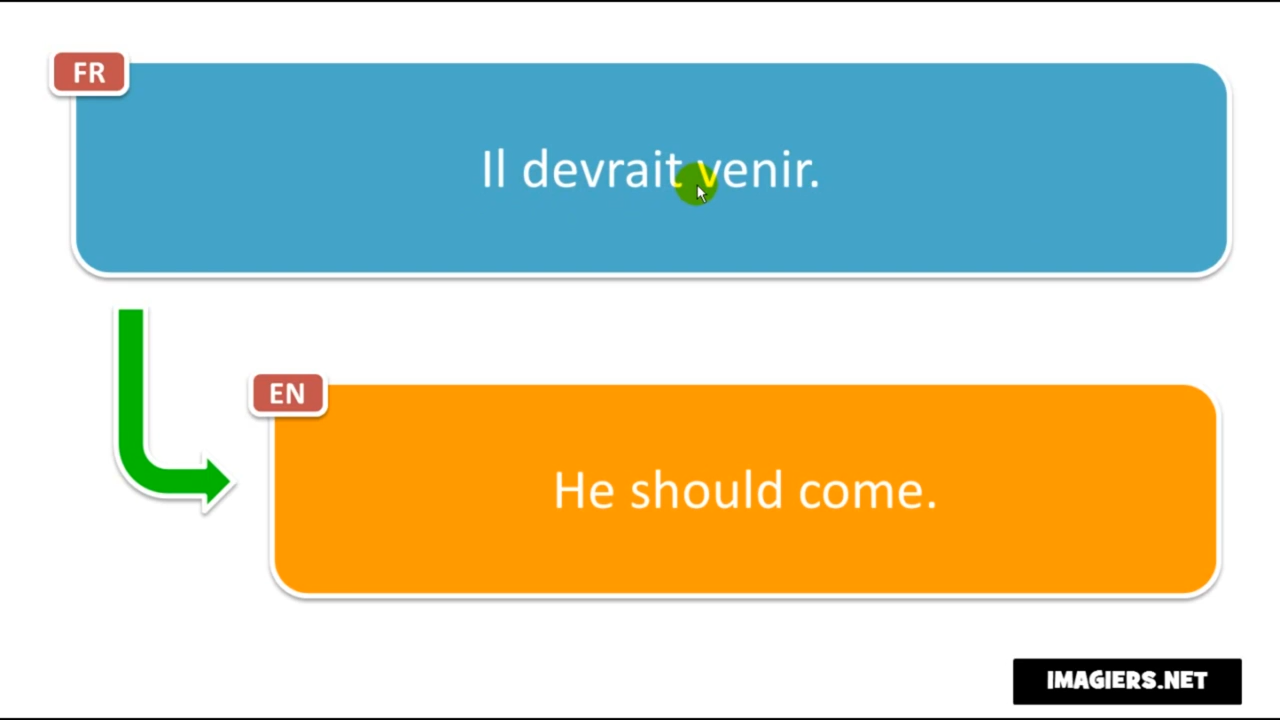 FR
Il devrait venir.
EN
He should come.
IMAGIERS.NET